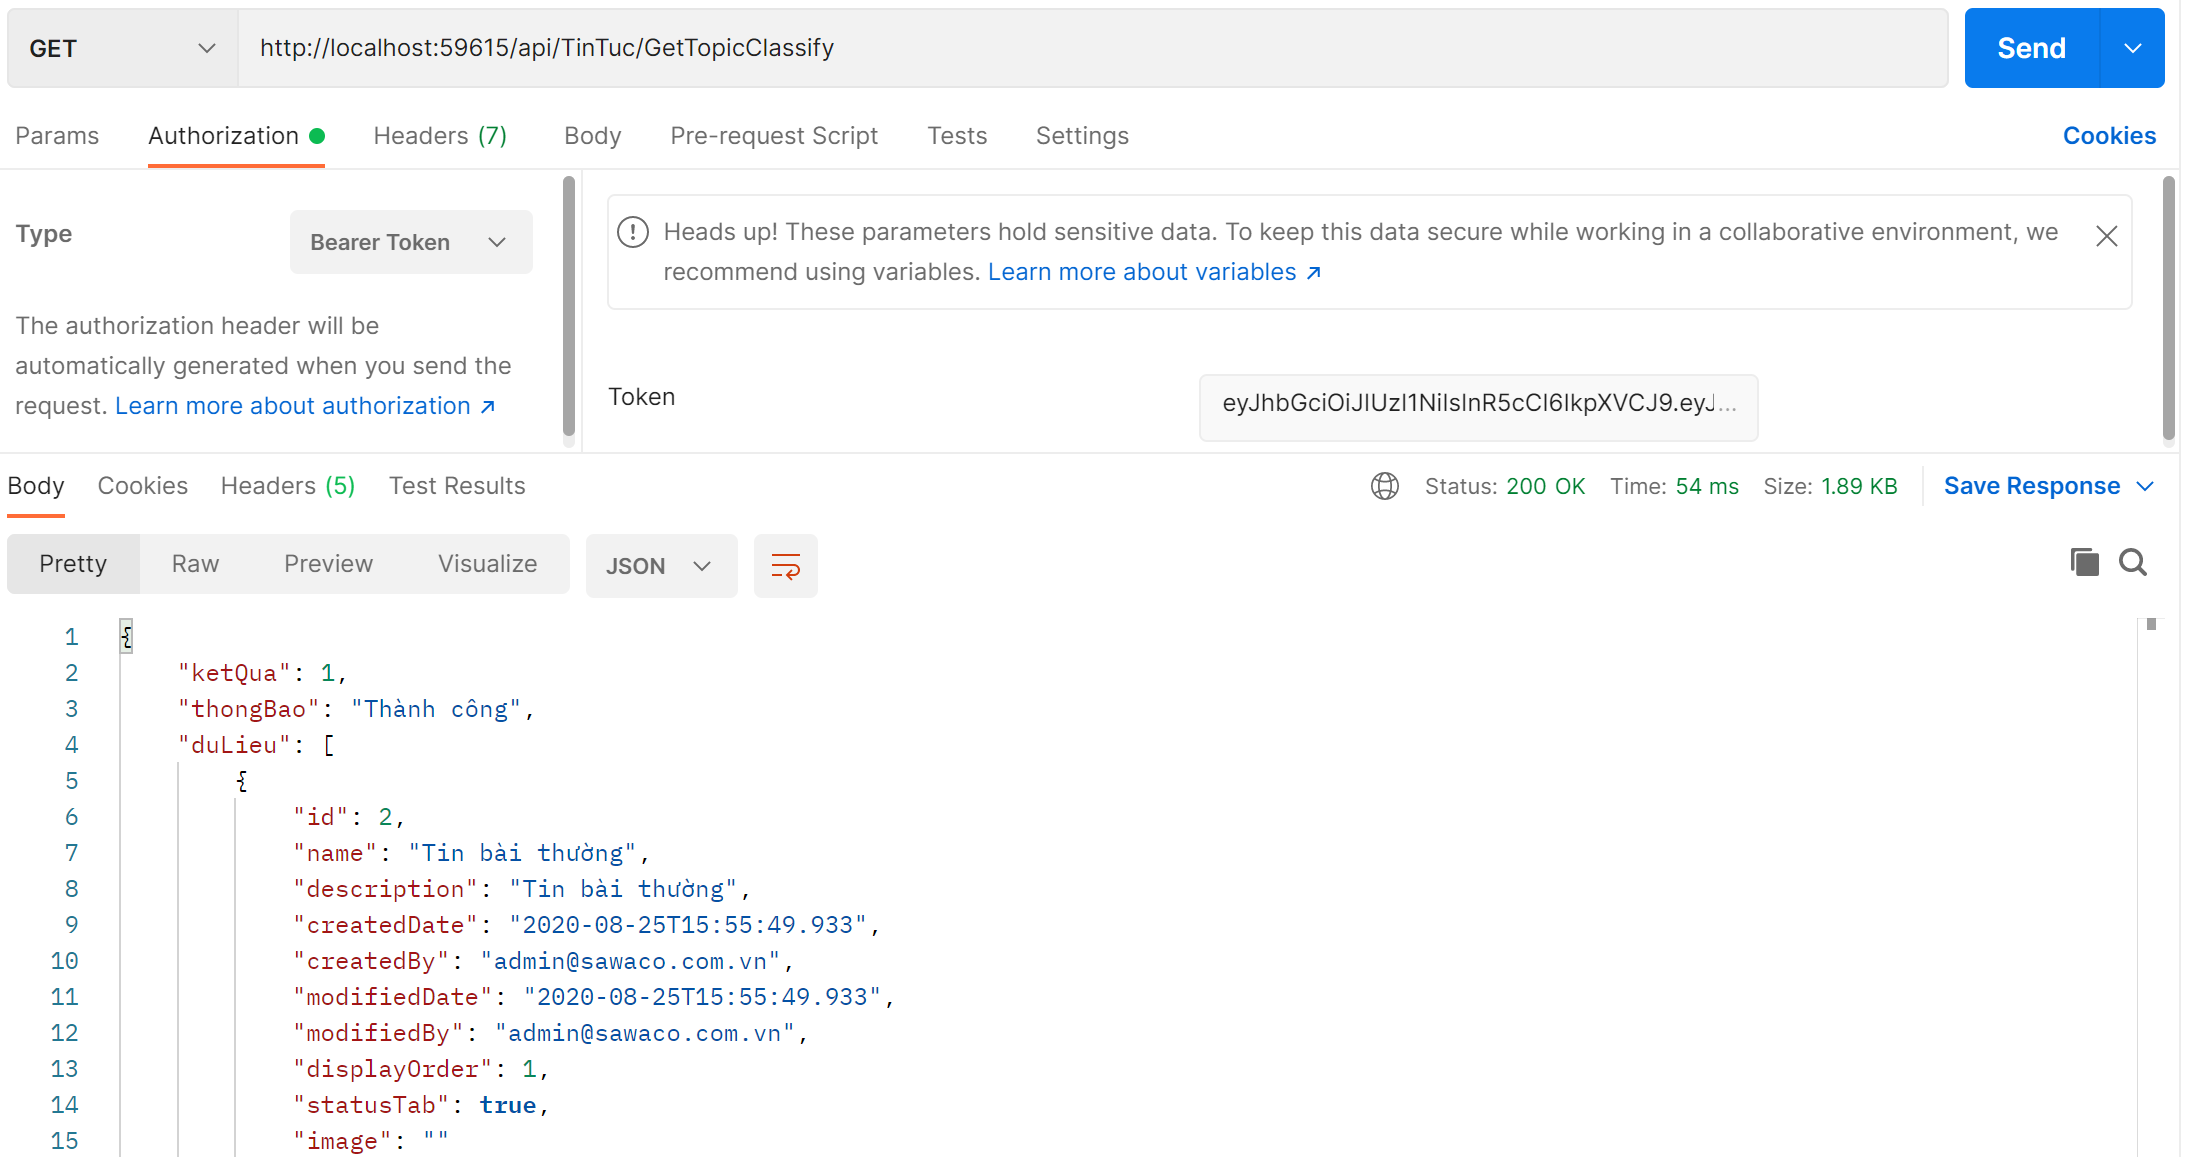 GET http://localhost:59615/api/TinTuc/GetTopicClassify Send
Params Authorization Headers (7) Body Pre-request Script Tests Settings Cookies
Type Bearer Token
The authorization header will be
automatically generated when you send the
request. Learn more about authorization ↗
Heads up! These parameters hold sensitive data. To keep this data secure while working in a collaborative environment, we
recommend using variables. Learn more about variables ↗
Token eyJhbGciOiJIUzI1NiIsInR5cCI6IkpXVCJ9.eyJ...
Body Cookies Headers (5) Test Results Status: 200 OK Time: 54 ms Size: 1.89 KB Save Response
Pretty Raw Preview Visualize JSON
1 {
2 "ketQua": 1,
3 "thongBao": "Thành công",
4 "duLieu": [
5 {
6 "id": 2,
7 "name": "Tin bài thường",
8 "description": "Tin bài thường",
9 "createdDate": "2020-08-25T15:55:49.933",
10 "createdBy": "admin@sawaco.com.vn",
11 "modifiedDate": "2020-08-25T15:55:49.933",
12 "modifiedBy": "admin@sawaco.com.vn",
13 "displayOrder": 1,
14 "statusTab": true,
15 "image": ""